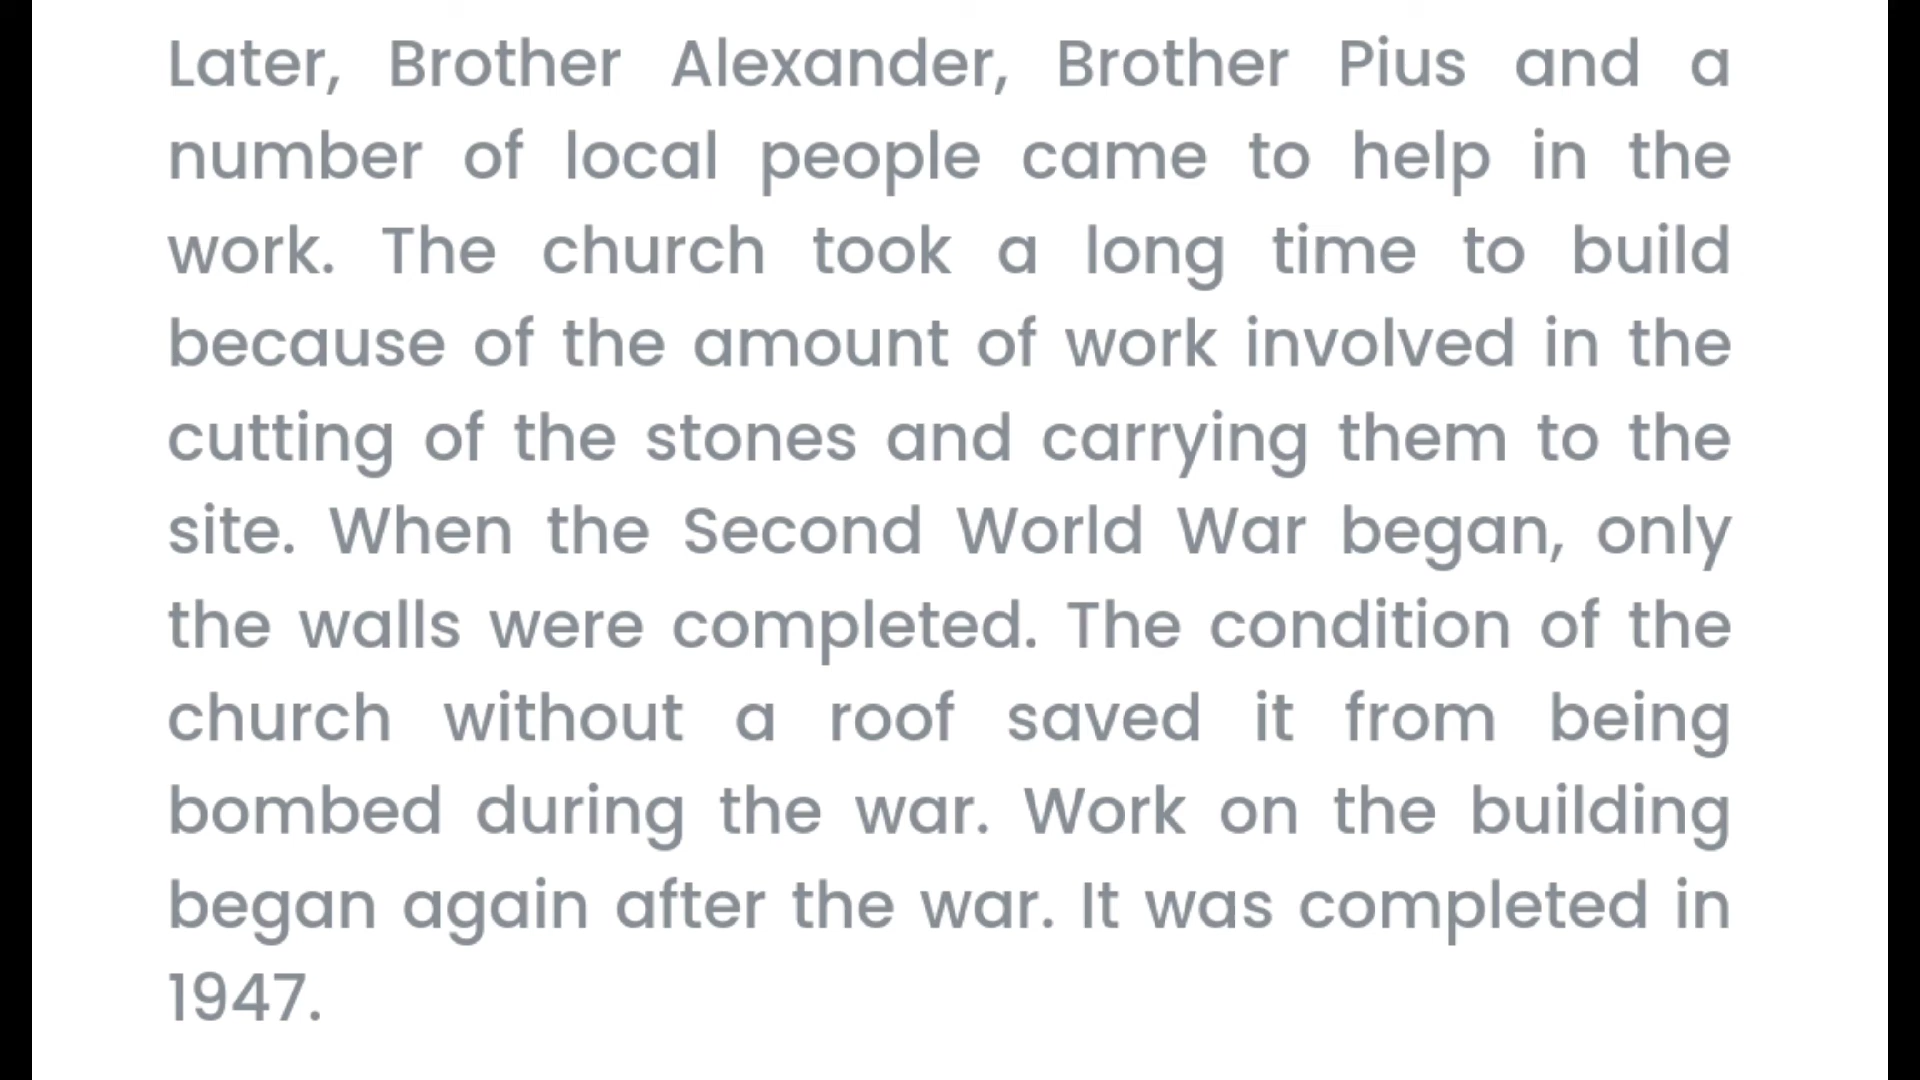 Later, Brother Alexander, Brother Pius and a
number of local people came to help in the
work. The church took a long time to build
because of the amount of work involved in the
cutting of the stones and carrying them to the
site. When the Second World War began, only
the walls were completed. The condition of the
church without a roof saved it from being
bombed during the war. Work on the building
began again after the war. It was completed in
1947.